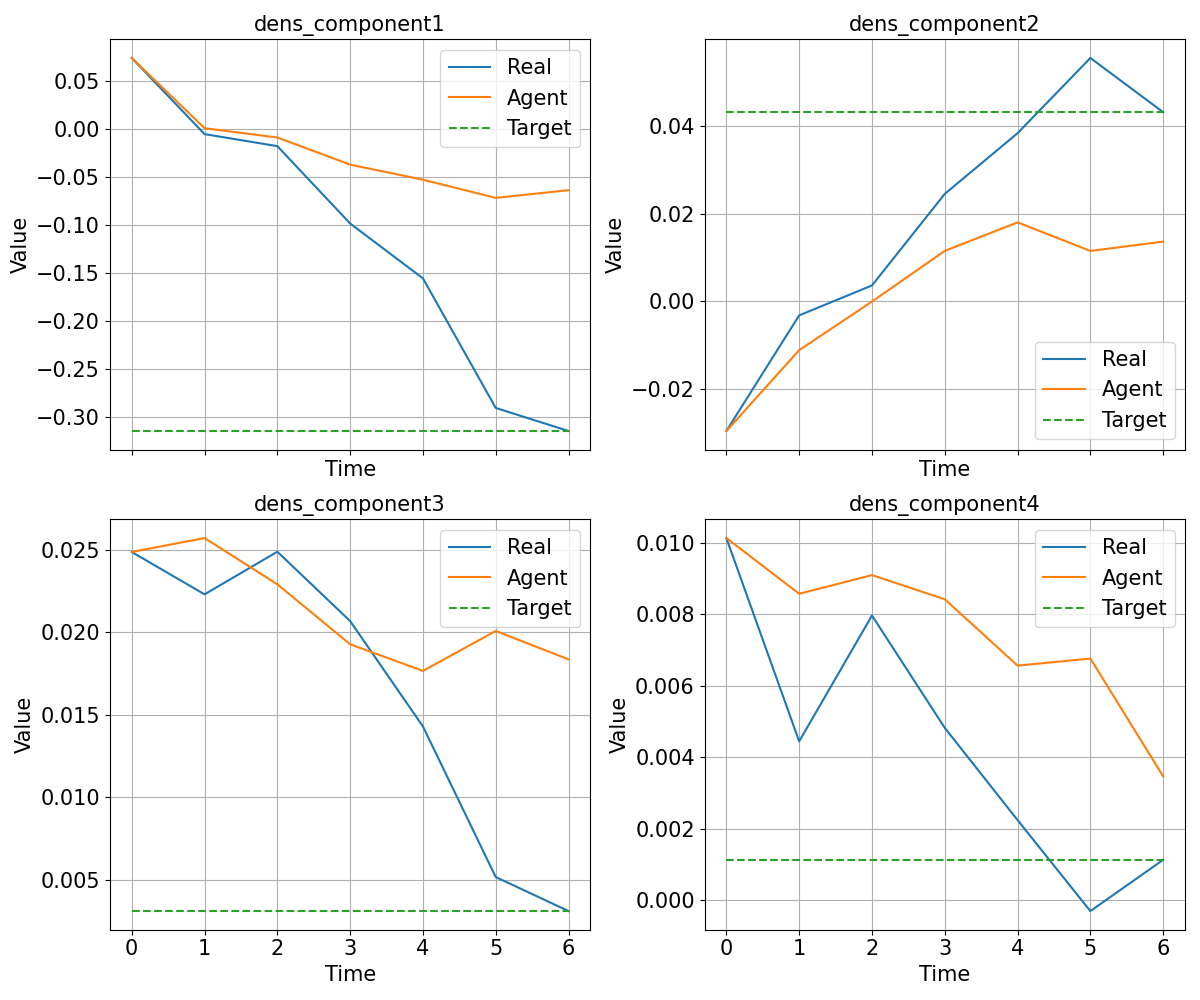 dens_component1
Real
Agent
Target
0.05
0.00
−0.05
−0.10
−0.15
−0.20
−0.25
−0.30
Value
Time
dens_component2
0.04
0.02
0.00
−0.02
Value
Real
Agent
Target
Time
dens_component3
Real
Agent
Target
0.025
0.020
0.015
0.010
0.005
Value
0 1 2 3 4 5 6
Time
dens_component4
Real
Agent
Target
0.010
0.008
0.006
0.004
0.002
0.000
Value
0 1 2 3 4 5 6
Time